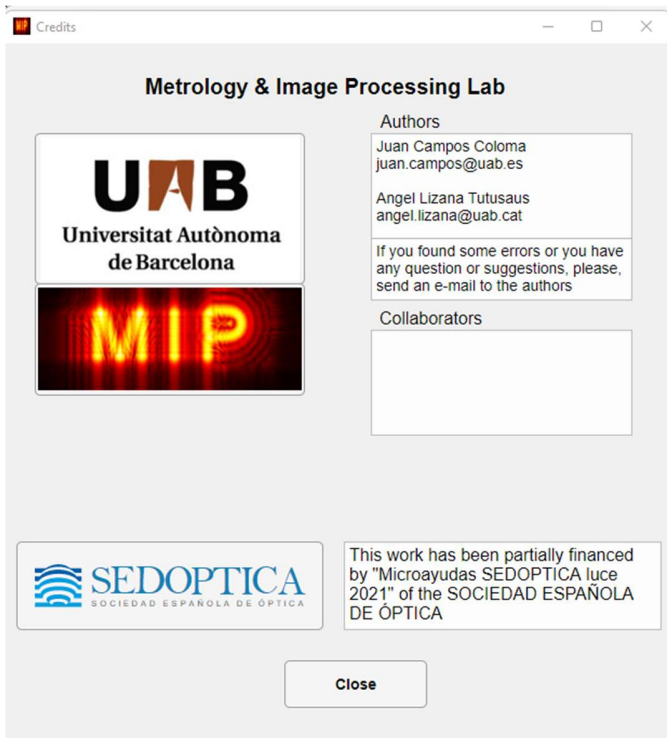 MIP
Credits
Metrology & Image Processing Lab
UAB
Universitat Autònoma
de Barcelona
MIP
Authors
Juan Campos Coloma
juan.campos@uab.es
Angel Lizana Tutusaus
angel.lizana@uab.cat
If you found some errors or you have
any question or suggestions, please,
send an e-mail to the authors
Collaborators
SEDOPTICA
SOCIEDAD ESPAÑOLA DE ÓPTICA
This work has been partially financed
by "Microayudas SEDOPTICA luce
2021" of the SOCIEDAD ESPAÑOLA
DE ÓPTICA
Close